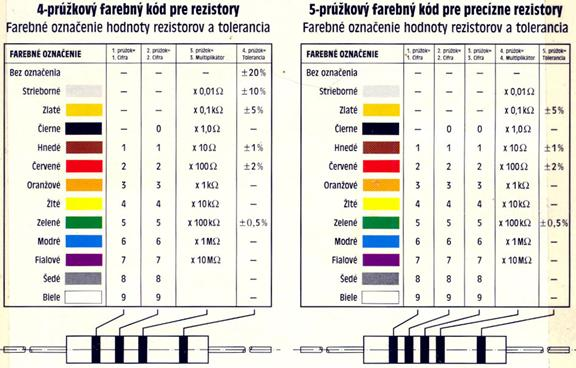 4-prúžkový farebný kód pre rezistory
Farebné označenie hodnoty rezistorov a tolerancia
FAREBNÉ OZNAČENIE 1. prúžok= 1. Cifra 2. prúžok= 2. Cifra 3. prúžok= 3. Multiplikátor 4. prúžok= Tolerancia
Bez označenia – – – ±20%
Strieborné – – x 0,01Ω ±10%
Zlaté – – x 0,1kΩ ±5%
Čierne – 0 x 1,0Ω –
Hnedé 1 1 x 10Ω ±1%
Červené 2 2 x 100Ω ±2%
Oranžové 3 3 x 1kΩ –
Žlté 4 4 x 10kΩ –
Zelené 5 5 x 100kΩ ±0,5%
Modré 6 6 x 1MΩ –
Fialové 7 7 x 10MΩ –
Šedé 8 8 –
Biele 9 9 –
5-prúžkový farebný kód pre precízne rezistory
Farebné označenie hodnoty rezistorov a tolerancia
FAREBNÉ OZNAČENIE 1. prúžok= 1. Cifra 2. prúžok= 2. Cifra 3. prúžok= 3. Cifra 4. prúžok= 4. Multiplikátor 5. prúžok= Tolerancia
Bez označenia – – – –
Strieborné – – – x 0,01Ω
Zlaté – – – x 0,1kΩ ±5%
Čierne – 0 0 x 1,0Ω –
Hnedé 1 1 1 x 10Ω ±1%
Červené 2 2 2 x 100Ω ±2%
Oranžové 3 3 3 x 1kΩ –
Žlté 4 4 4 x 10kΩ –
Zelené 5 5 5 x 100kΩ ±0,5%
Modré 6 6 6 x 1MΩ –
Fialové 7 7 7 x 10MΩ –
Šedé 8 8 8 –
Biele 9 9 9 –